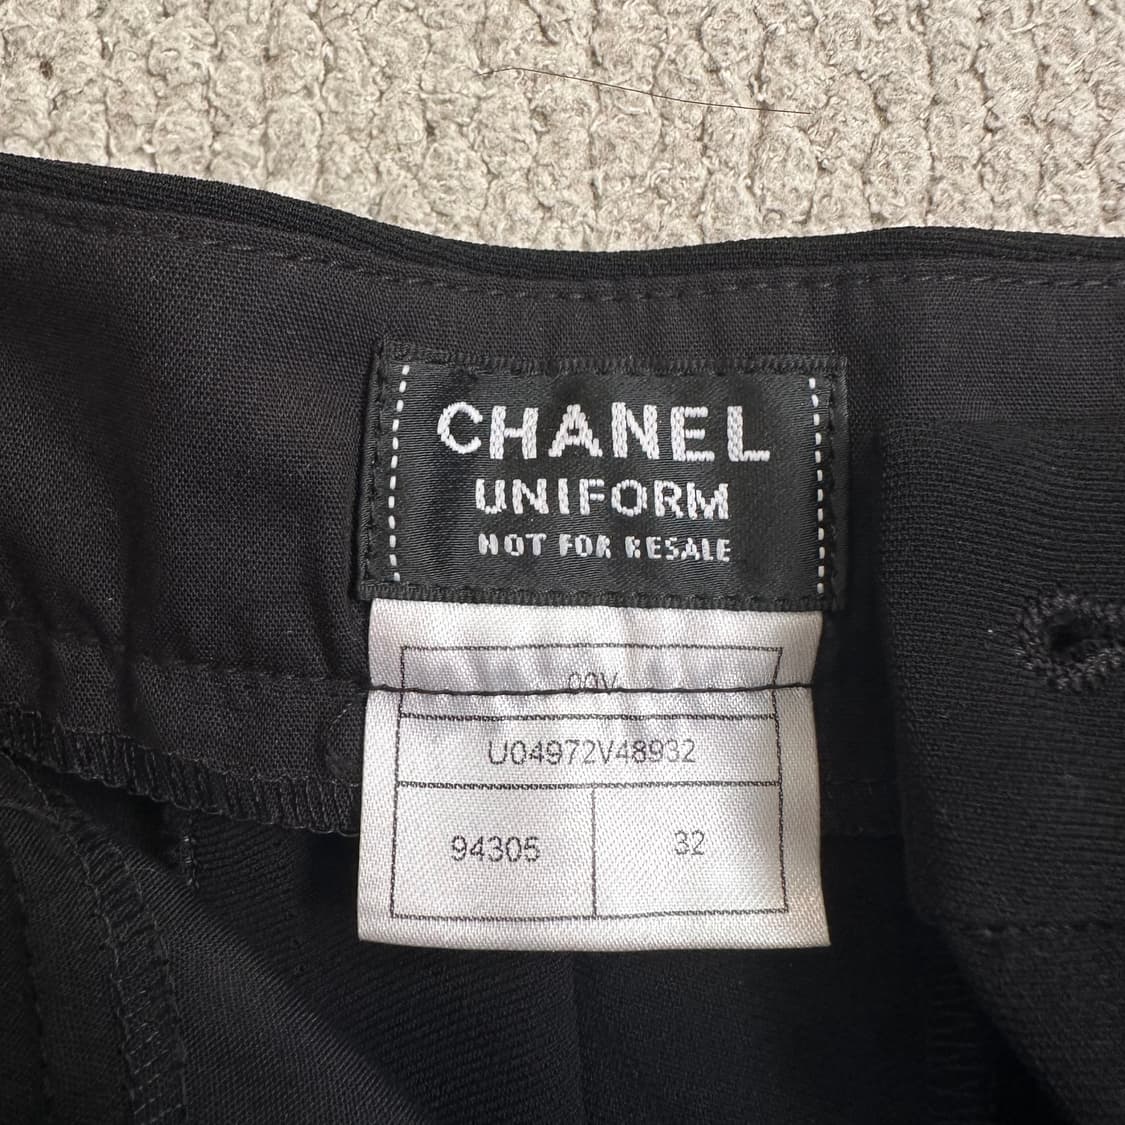 CHANEL
UNIFORM
NOT FOR RESALE
U04972V48932
94305 32